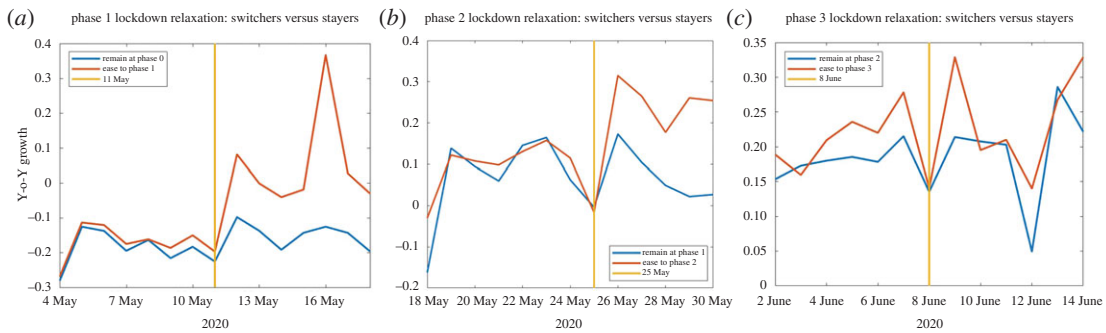 (a) phase 1 lockdown relaxation: switchers versus stayers
0.4
0.3
0.2
0.1
0
–0.1
–0.2
–0.3
Y-o-Y growth
remain at phase 0
ease to phase 1
11 May
4 May 7 May 10 May 13 May 16 May
2020
(b) phase 2 lockdown relaxation: switchers versus stayers
0.4
0.3
0.2
0.1
0
–0.1
–0.2
remain at phase 1
ease to phase 2
25 May
18 May 20 May 22 May 24 May 26 May 28 May 30 May
2020
(c) phase 3 lockdown relaxation: switchers versus stayers
0.35
0.30
0.25
0.20
0.15
0.10
0.05
0
remain at phase 2
ease to phase 3
8 June
2 June 4 June 6 June 8 June 10 June 12 June 14 June
2020